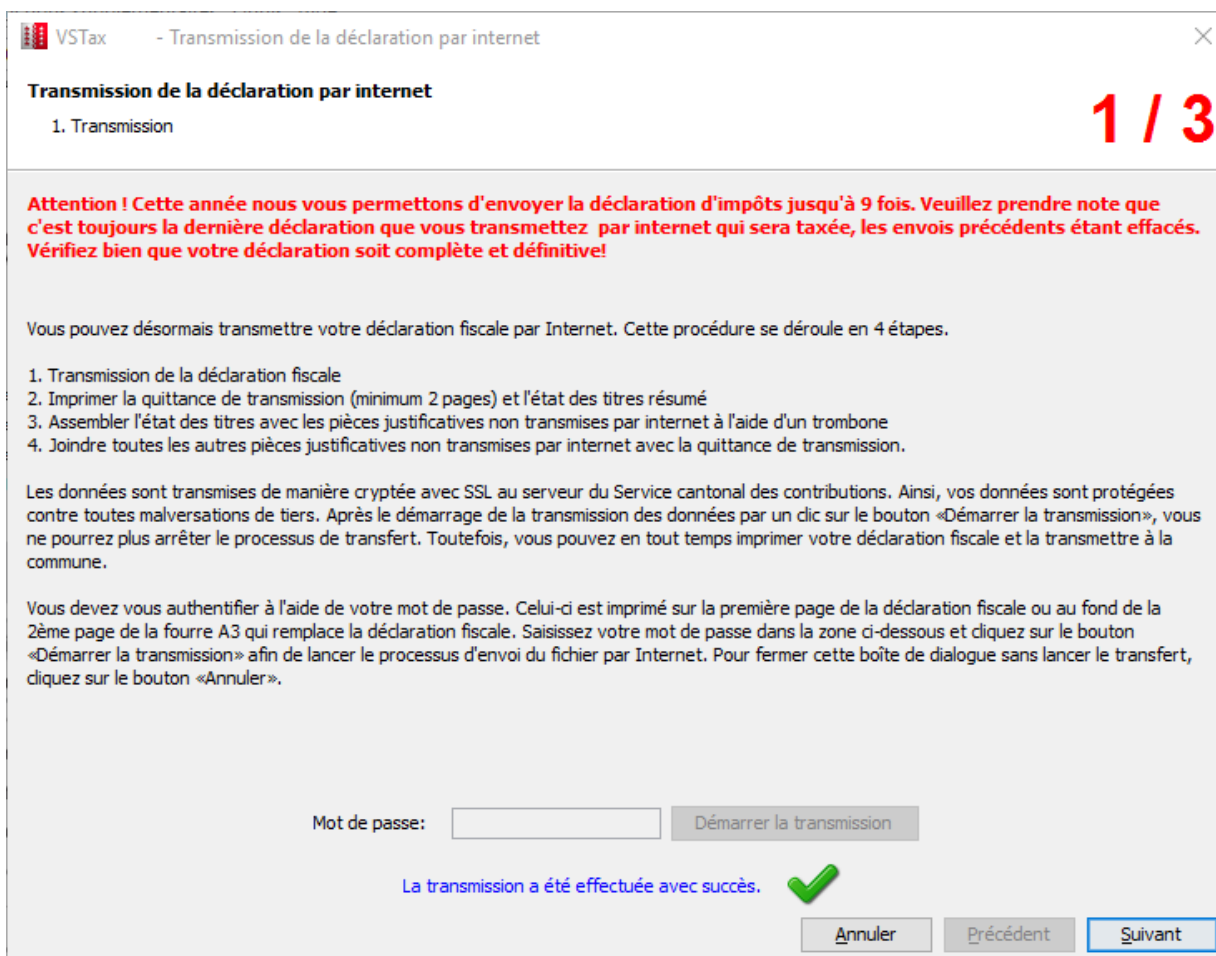 VSTax - Transmission de la déclaration par internet
Transmission de la déclaration par internet
1. Transmission
1 / 3
Attention ! Cette année nous vous permettons d'envoyer la déclaration d'impôts jusqu'à 9 fois. Veuillez prendre note que
c'est toujours la dernière déclaration que vous transmettez par internet qui sera taxée, les envois précédents étant effacés.
Vérifiez bien que votre déclaration soit complète et définitive!
Vous pouvez désormais transmettre votre déclaration fiscale par Internet. Cette procédure se déroule en 4 étapes.
1. Transmission de la déclaration fiscale
2. Imprimer la quittance de transmission (minimum 2 pages) et l'état des titres résumé
3. Assembler l'état des titres avec les pièces justificatives non transmises par internet à l'aide d'un trombone
4. Joindre toutes les autres pièces justificatives non transmises par internet avec la quittance de transmission.
Les données sont transmises de manière cryptée avec SSL au serveur du Service cantonal des contributions. Ainsi, vos données sont protégées
contre toutes malversations de tiers. Après le démarrage de la transmission des données par un clic sur le bouton «Démarrer la transmission», vous
ne pourrez plus arrêter le processus de transfert. Toutefois, vous pouvez en tout temps imprimer votre déclaration fiscale et la transmettre à la
commune.
Vous devez vous authentifier à l'aide de votre mot de passe. Celui-ci est imprimé sur la première page de la déclaration fiscale ou au fond de la
2ème page de la fourre A3 qui remplace la déclaration fiscale. Saisissez votre mot de passe dans la zone ci-dessous et cliquez sur le bouton
«Démarrer la transmission» afin de lancer le processus d'envoi du fichier par Internet. Pour fermer cette boîte de dialogue sans lancer le transfert,
cliquez sur le bouton «Annuler».
Mot de passe: Démarrer la transmission
La transmission a été effectuée avec succès.
Annuler Précédent Suivant